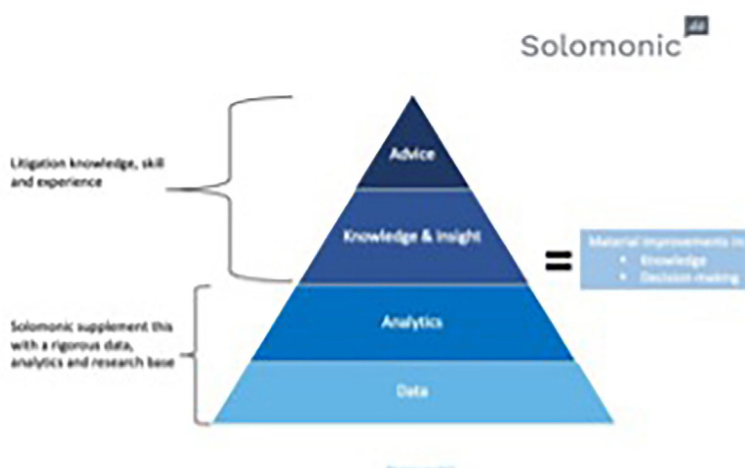 Solomonic
Litigation knowledge, skill
and experience
Advice
Knowledge & Insight
Material improvements in
• Knowledge
• Decision-making
Solomonic supplement this
with a rigorous data,
analytics and research base
Analytics
Data